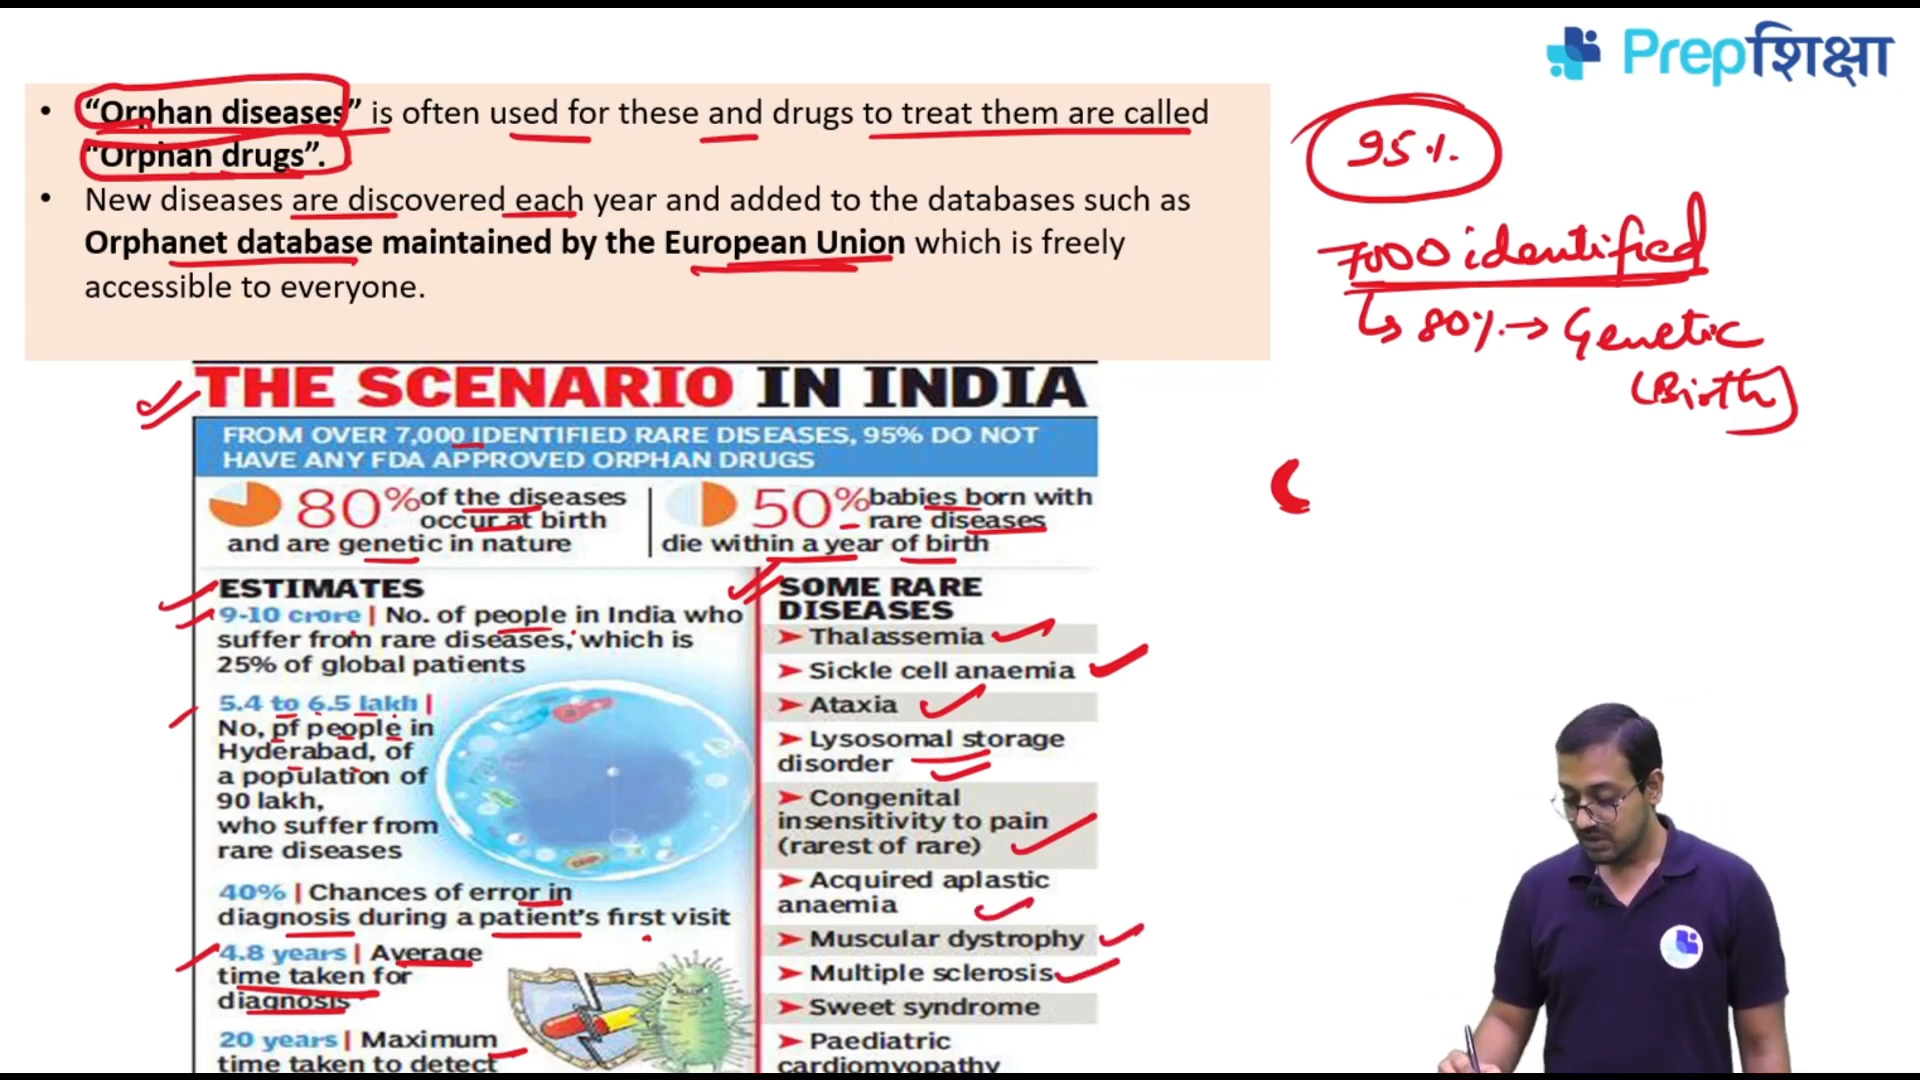 Prepशिक्षा
• “Orphan diseases” is often used for these and drugs to treat them are called
“Orphan drugs”.
• New diseases are discovered each year and added to the databases such as
Orphanet database maintained by the European Union which is freely
accessible to everyone.
95%.
7000 identified
↳ 80%. → Genetic
(Birth)
THE SCENARIO IN INDIA
FROM OVER 7,000 IDENTIFIED RARE DISEASES, 95% DO NOT
HAVE ANY FDA APPROVED ORPHAN DRUGS
80% of the diseases
occur at birth
and are genetic in nature
50% babies born with
rare diseases
die within a year of birth
ESTIMATES
9-10 crore | No. of people in India who
suffer from rare diseases, which is
25% of global patients
5.4 to 6.5 lakh |
No, pf people in
Hyderabad, of
a population of
90 lakh,
who suffer from
rare diseases
40% | Chances of error in
diagnosis during a patient's first visit
4.8 years | Average
time taken for
diagnosis
20 years | Maximum
time taken to detect
SOME RARE
DISEASES
➤ Thalassemia
➤ Sickle cell anaemia
➤ Ataxia
➤ Lysosomal storage
disorder
➤ Congenital
insensitivity to pain
(rarest of rare)
➤ Acquired aplastic
anaemia
➤ Muscular dystrophy
➤ Multiple sclerosis
➤ Sweet syndrome
➤ Paediatric
cardiomyopathy